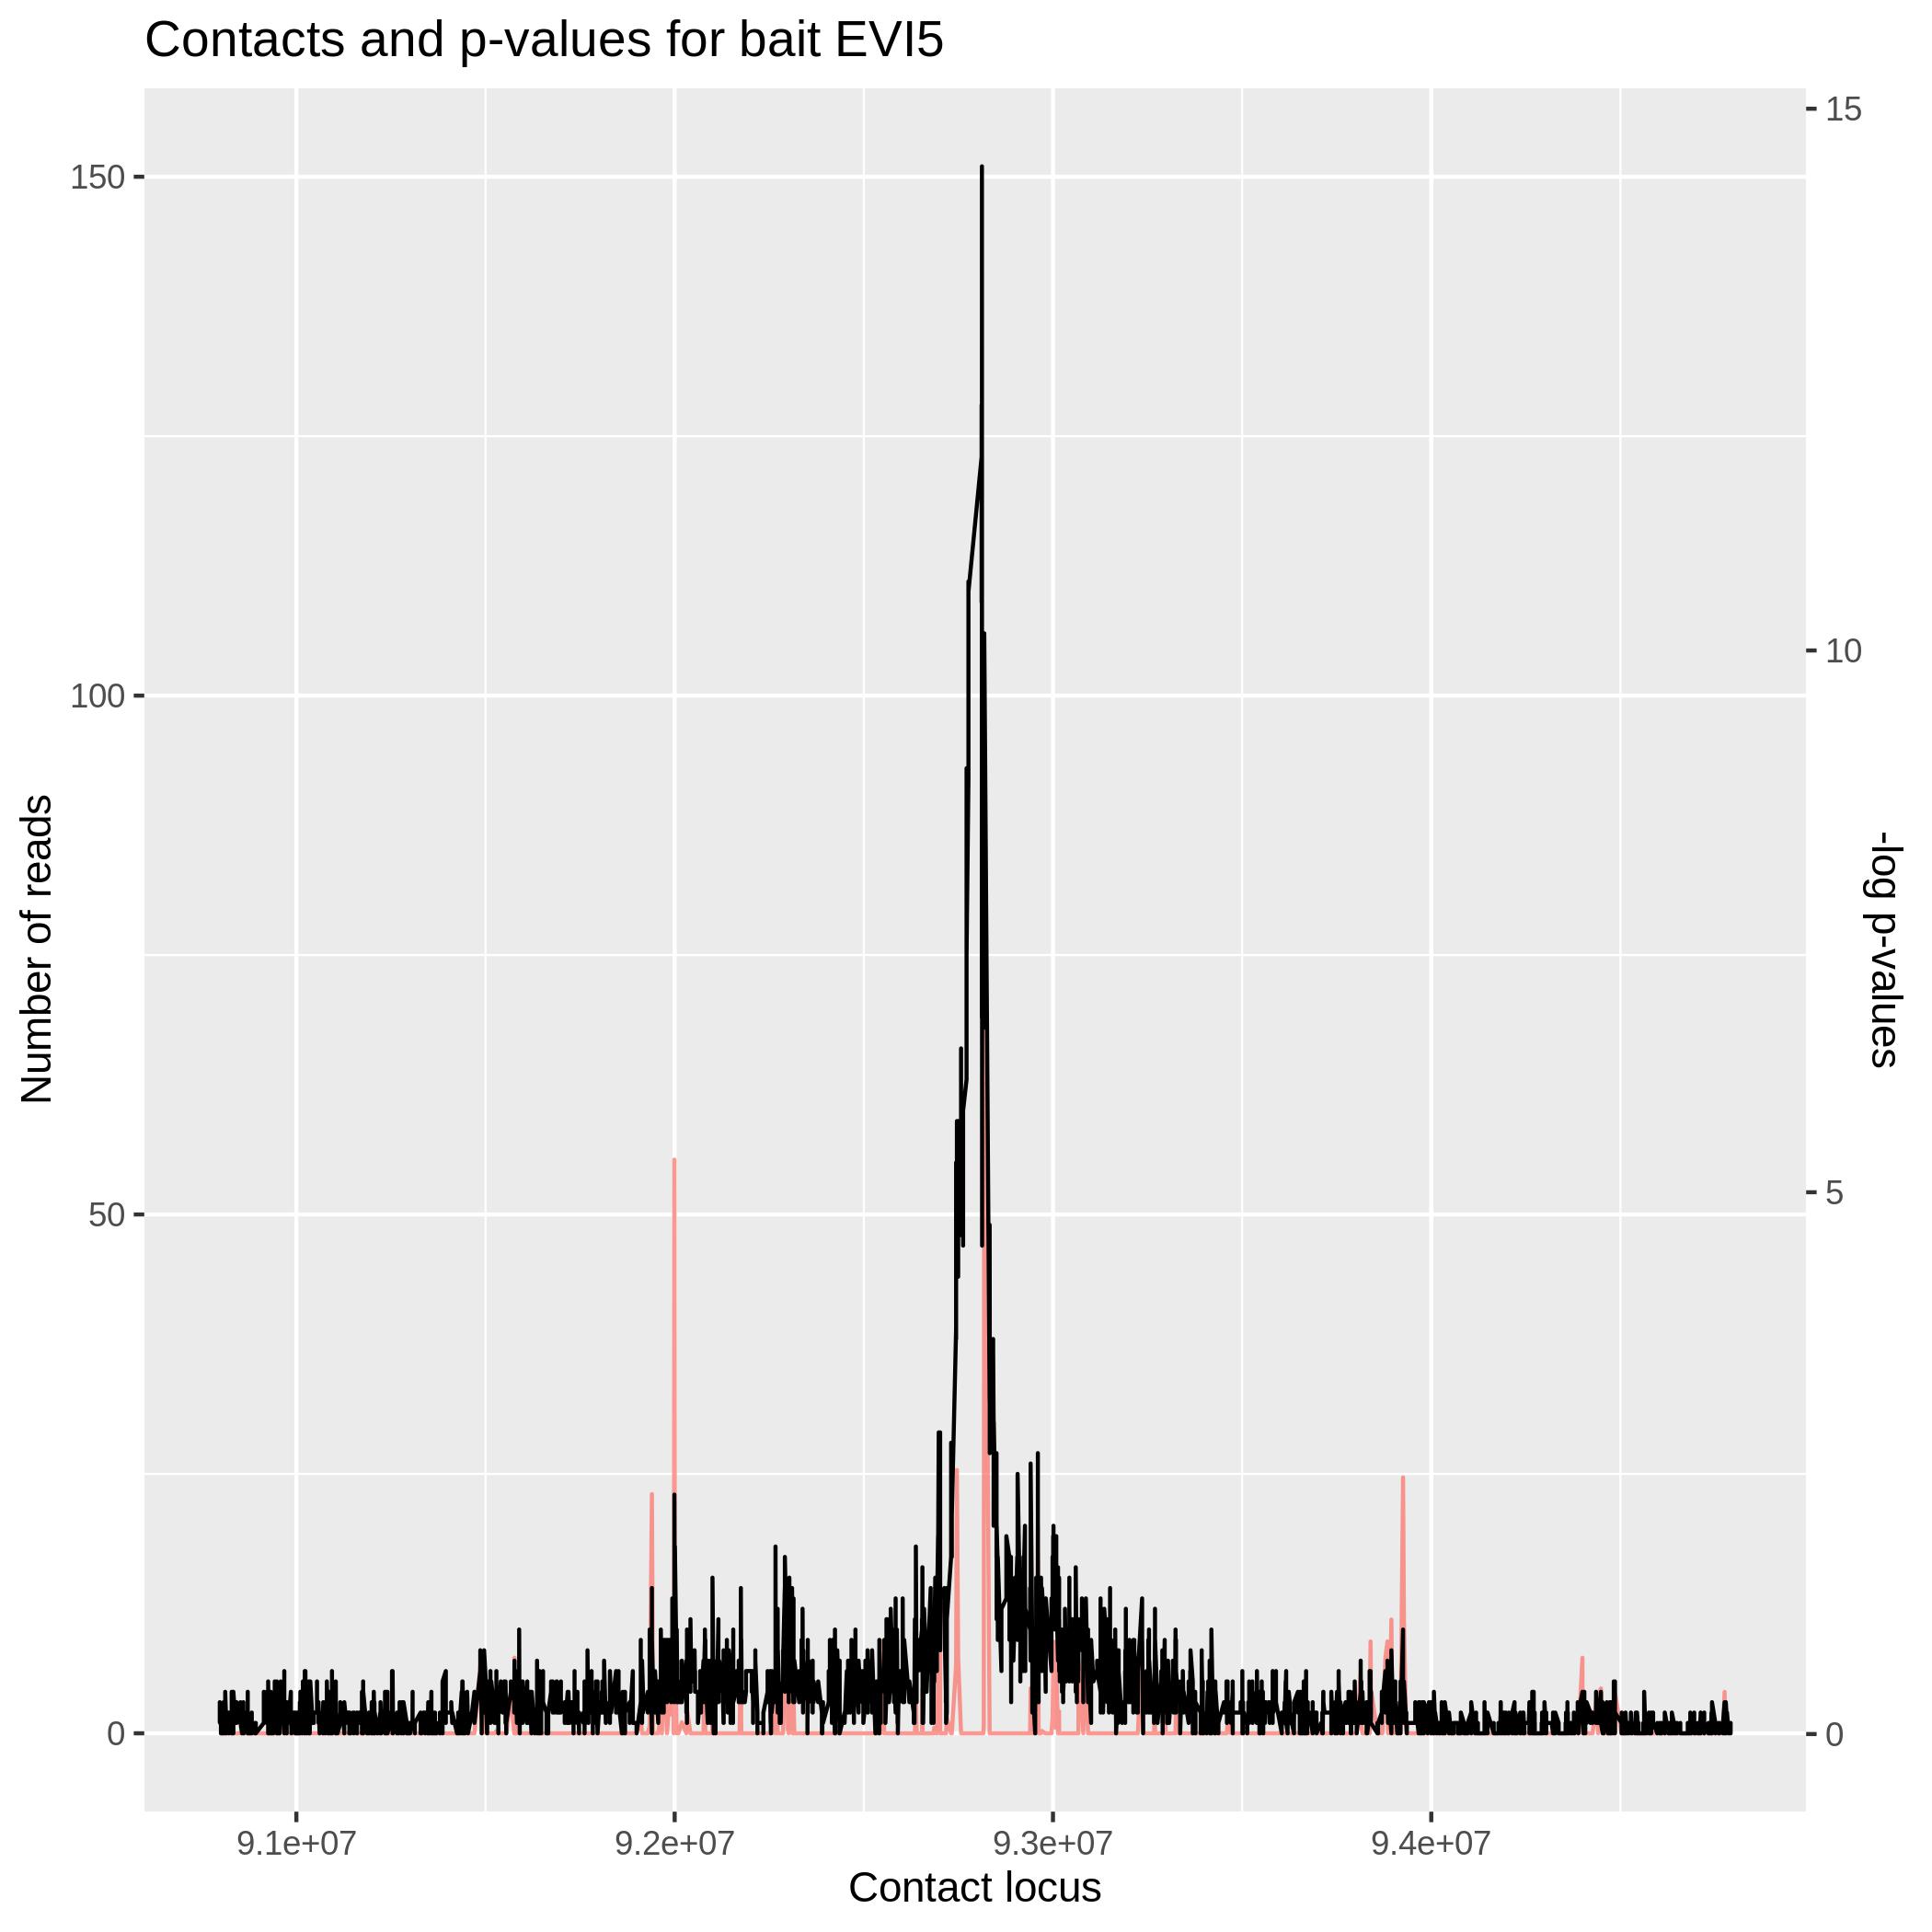 Contacts and p-values for bait EVI5
150
100
50
0
Number of reads
15
10
5
0
-log p-values
9.1e+07
9.2e+07
9.3e+07
9.4e+07
Contact locus